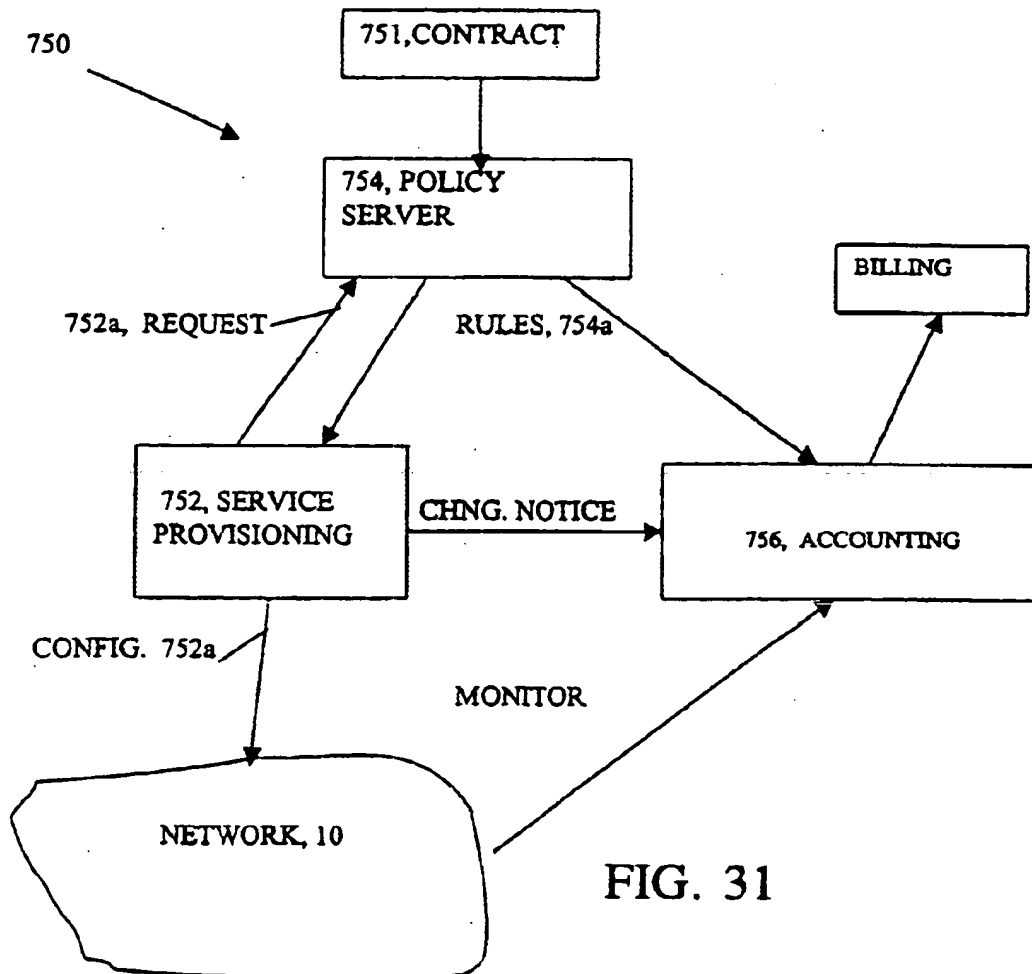 750
751,CONTRACT
754, POLICY
SERVER
BILLING
752a, REQUEST
RULES, 754a
752, SERVICE
PROVISIONING
CHNG. NOTICE
756, ACCOUNTING
CONFIG. 752a
MONITOR
NETWORK, 10
FIG. 31